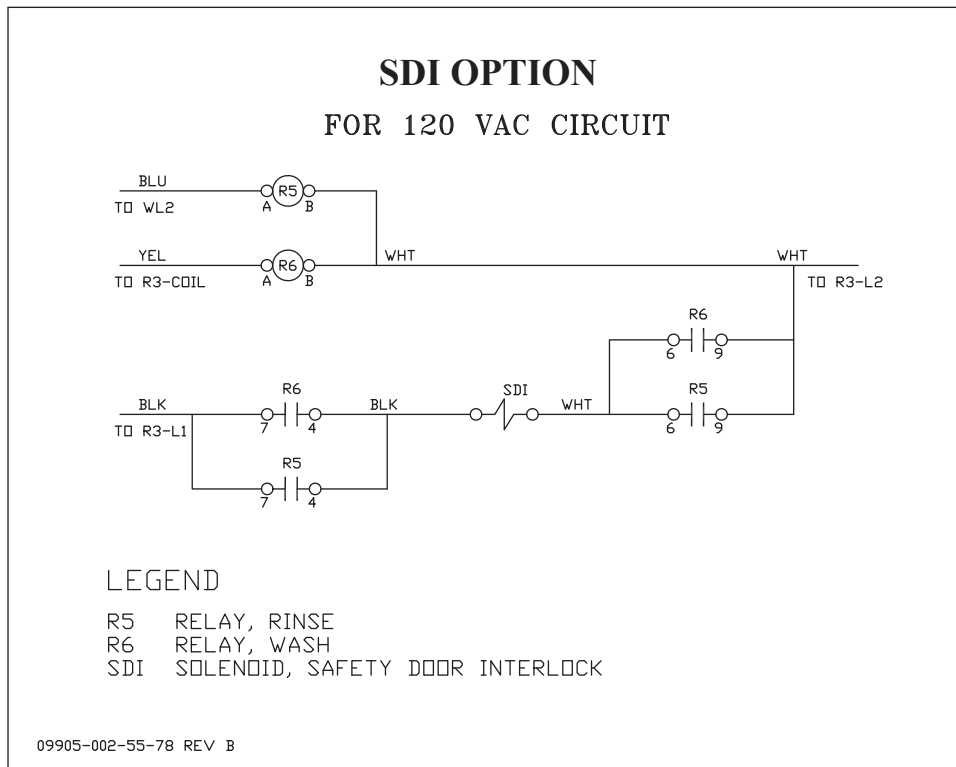 SDI OPTION
FOR 120 VAC CIRCUIT
BLU
R5
TO WL2
A B
YEL
WHT
WHT
R6
TO R3-COIL
A B
TO R3-L2
R6
6 9
R6
SDI
R5
BLK
BLK
WHT
TO R3-L1
7 4
6 9
R5
7 4
LEGEND
R5 RELAY, RINSE
R6 RELAY, WASH
SDI SOLENOID, SAFETY DOOR INTERLOCK
09905-002-55-78 REV B